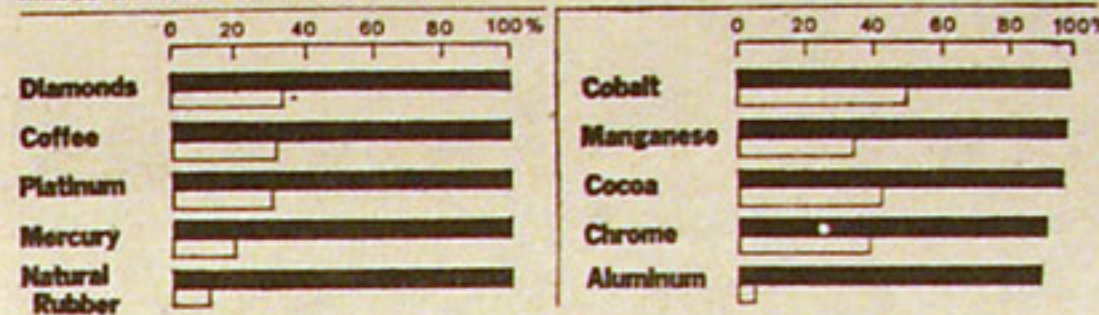 0 20 40 60 80 100%
Diamonds
Coffee
Platinum
Mercury
Natural
Rubber
0 20 40 60 80 100%
Cobalt
Manganese
Cocoa
Chrome
Aluminum